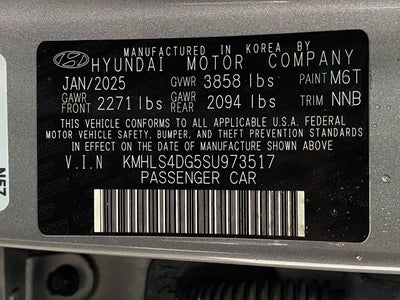 MANUFACTURED IN KOREA BY
HYUNDAI MOTOR COMPANY
JAN/2025 GVWR 3858 lbs PAINT M6T
GAWR FRONT 2271 lbs GAWR REAR 2094 lbs TRIM NNB
THIS VEHICLE CONFORMS TO ALL APPLICABLE U.S.A. FEDERAL
MOTOR VEHICLE SAFETY, BUMPER, AND THEFT PREVENTION STANDARDS
IN EFFECT ON THE DATE OF MANUFACTURE SHOWN ABOVE.
V.I.N KMHLS4DG5SU973517
PASSENGER CAR
N57